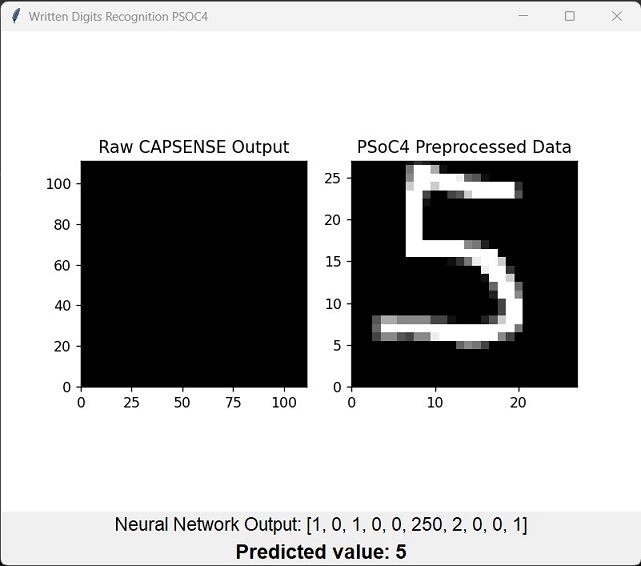 Written Digits Recognition PSOC4
Raw CAPSENSE Output
PSoC4 Preprocessed Data
100
80
60
40
20
0
0 25 50 75 100
25
20
15
10
5
0
0 10 20
5
Neural Network Output: [1, 0, 1, 0, 0, 250, 2, 0, 0, 1]
Predicted value: 5